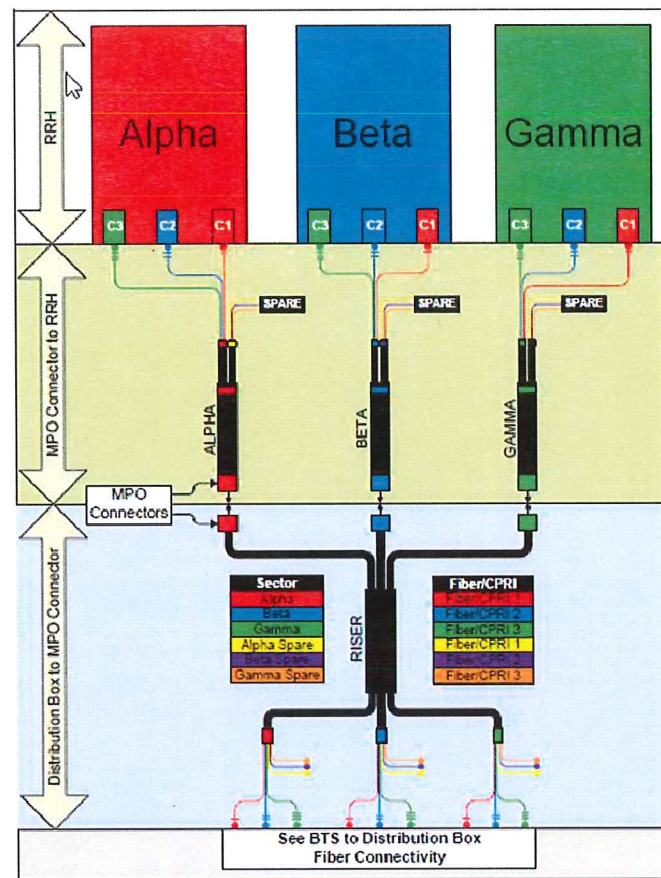 RRH
Alpha
Beta
Gamma
C3 C2 C1
C3 C2 C1
C3 C2 C1
MPO Connector to RRH
SPARE
SPARE
SPARE
ALPHA
BETA
GAMMA
MPO
Connectors
Distribution Box to MPO Connector
Sector
Alpha
Beta
Gamma
Alpha Spare
Beta Spare
Gamma Spare
RISER
Fiber/CPRI
Fiber/CPRI 1
Fiber/CPRI 2
Fiber/CPRI 3
Fiber/CPRI 1
Fiber/CPRI 2
Fiber/CPRI 3
See BTS to Distribution Box
Fiber Connectivity